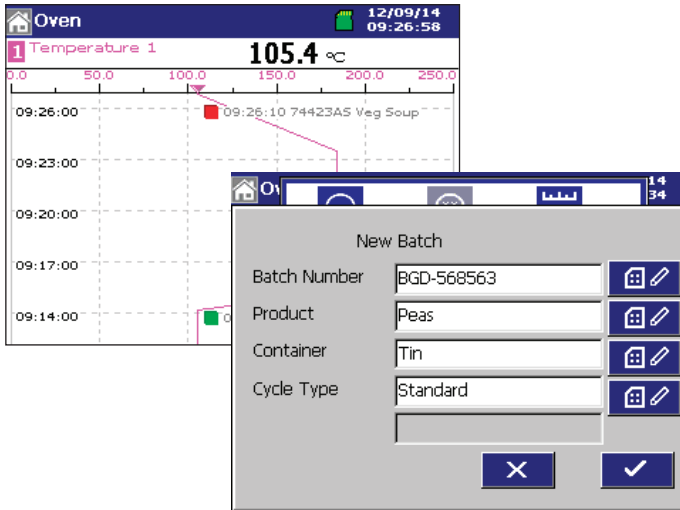 Oven
12/09/14
09:26:58
1 Temperature 1
105.4 °C
0.0 50.0 100.0 150.0 200.0 250.0
09:26:00
09:26:10 74423AS Veg Soup
09:23:00
09:20:00
09:17:00
09:14:00
14
34
New Batch
Batch Number BGD-568563
Product Peas
Container Tin
Cycle Type Standard